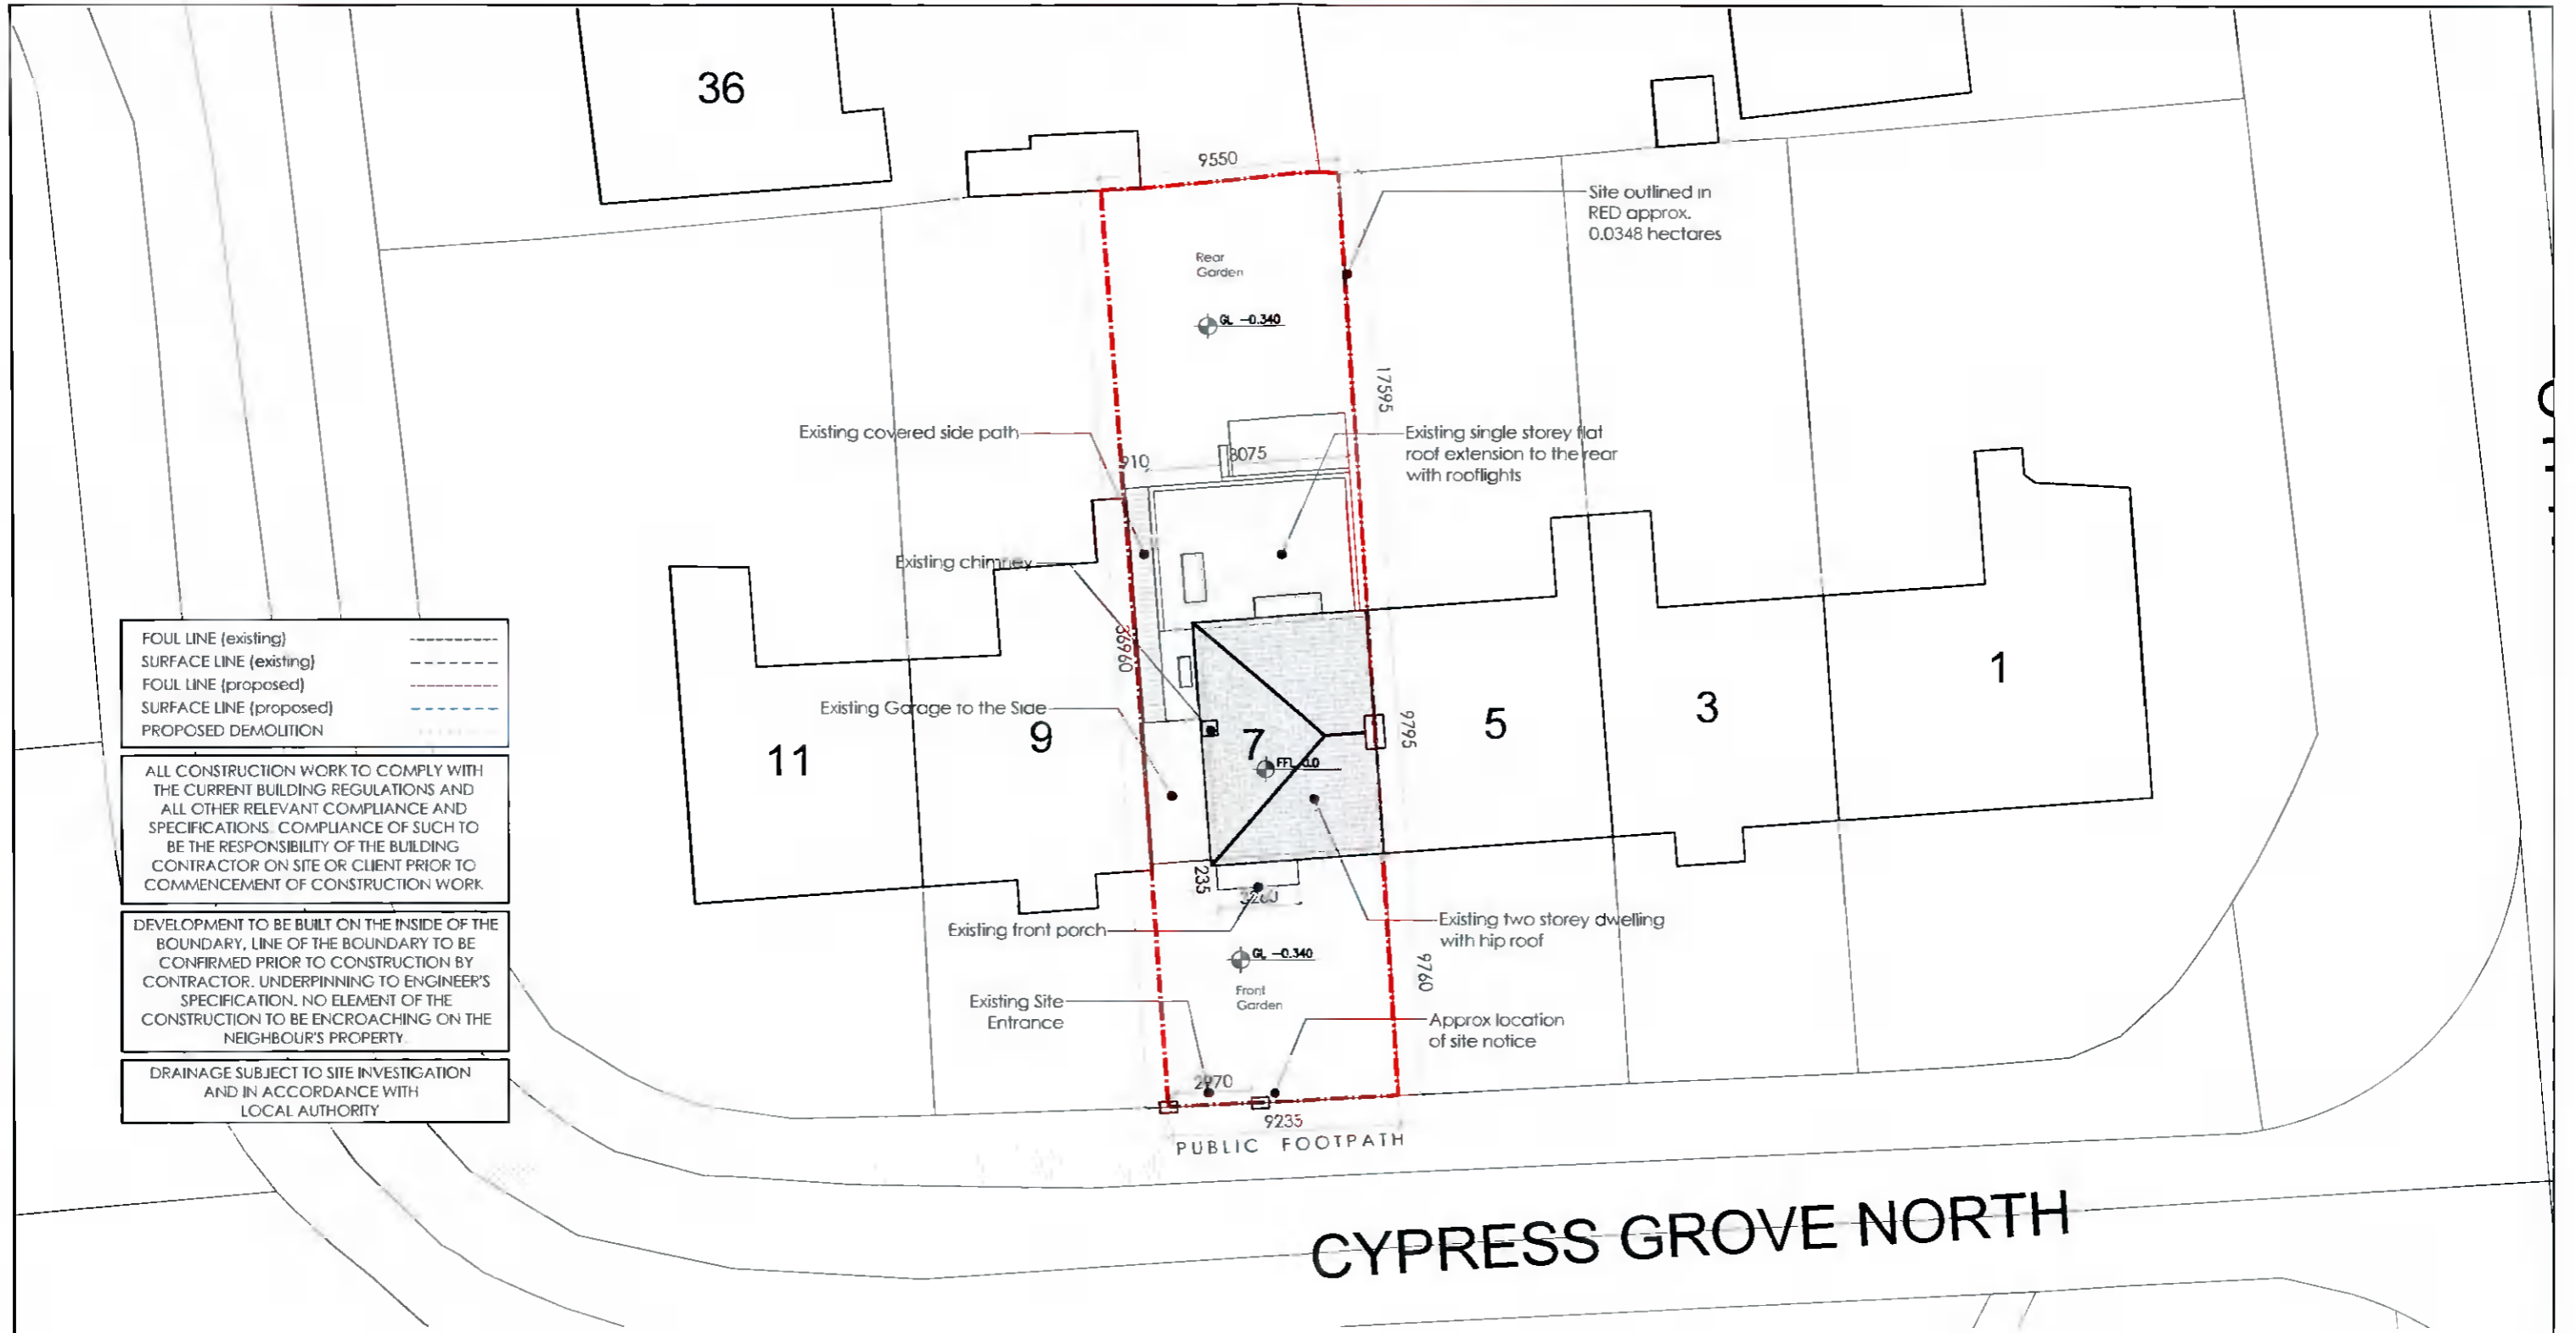 36
9550
Site outlined in
RED approx.
0.0348 hectares
Rear
Garden
GL -0.340
17595
Existing covered side path
910
8075
Existing single storey flat
roof extension to the rear
with rooflights
Existing chimney
36960
Existing Garage to the Side
11
9
7
FFL 0.0
9795
5
3
1
235
3260
Existing front porch
Existing two storey dwelling
with hip roof
GL -0.340
Front
Garden
9760
Existing Site
Entrance
Approx location
of site notice
2970
9235
PUBLIC FOOTPATH
CYPRESS GROVE NORTH
FOUL LINE (existing)
SURFACE LINE (existing)
FOUL LINE (proposed)
SURFACE LINE (proposed)
PROPOSED DEMOLITION
ALL CONSTRUCTION WORK TO COMPLY WITH
THE CURRENT BUILDING REGULATIONS AND
ALL OTHER RELEVANT COMPLIANCE AND
SPECIFICATIONS. COMPLIANCE OF SUCH TO
BE THE RESPONSIBILITY OF THE BUILDING
CONTRACTOR ON SITE OR CLIENT PRIOR TO
COMMENCEMENT OF CONSTRUCTION WORK
DEVELOPMENT TO BE BUILT ON THE INSIDE OF THE
BOUNDARY, LINE OF THE BOUNDARY TO BE
CONFIRMED PRIOR TO CONSTRUCTION BY
CONTRACTOR. UNDERPINNING TO ENGINEER'S
SPECIFICATION. NO ELEMENT OF THE
CONSTRUCTION TO BE ENCROACHING ON THE
NEIGHBOUR'S PROPERTY
DRAINAGE SUBJECT TO SITE INVESTIGATION
AND IN ACCORDANCE WITH
LOCAL AUTHORITY